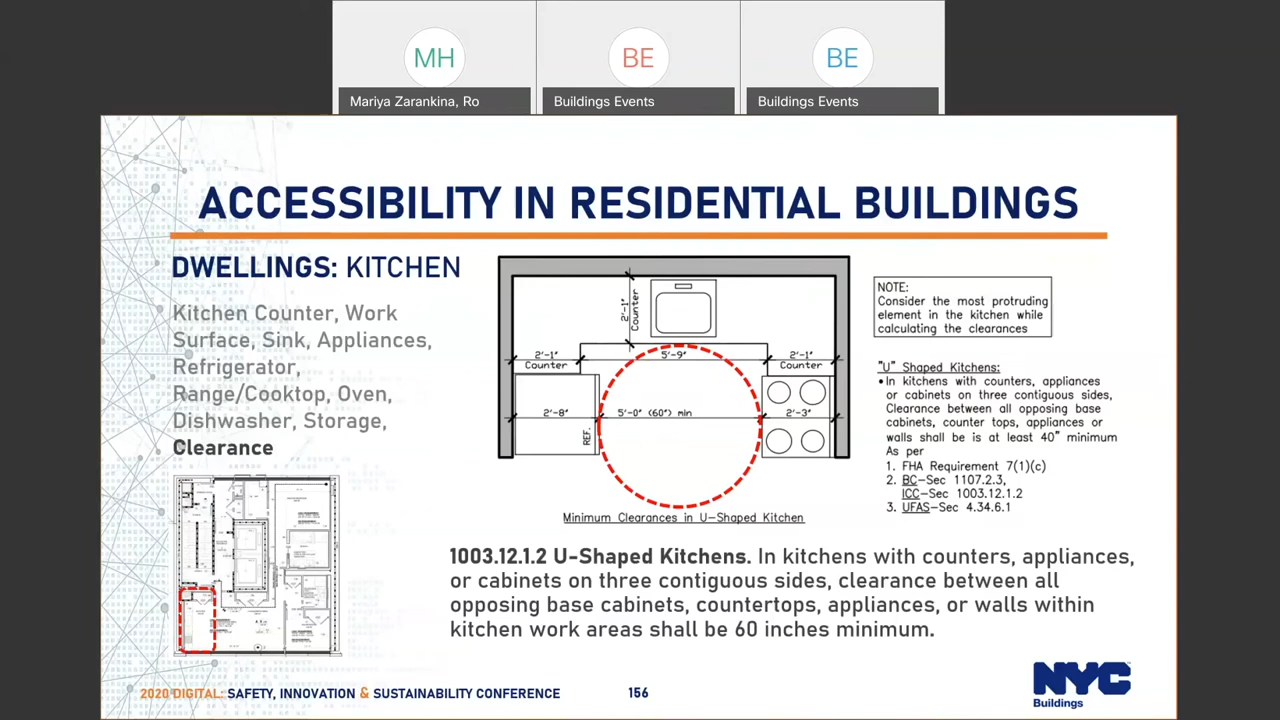 MH
BE
BE
Mariya Zarankina, Ro
Buildings Events
Buildings Events
ACCESSIBILITY IN RESIDENTIAL BUILDINGS
DWELLINGS: KITCHEN
Kitchen Counter, Work
Surface, Sink, Appliances,
Refrigerator,
Range/Cooktop, Oven,
Dishwasher, Storage,
Clearance
2'-1"
Counter
2'-1"
Counter
5'-9"
2'-1"
Counter
2'-8"
5'-0" (60") min
2'-3"
REF.
Minimum Clearances in U-Shaped Kitchen
NOTE:
Consider the most protruding
element in the kitchen while
calculating the clearances
"U" Shaped Kitchens:
•In kitchens with counters, appliances
or cabinets on three contiguous sides,
Clearance between all opposing base
cabinets, counter tops, appliances or
walls shall be is at least 40" minimum
As per
1. FHA Requirement 7(1)(c)
2. BC-Sec 1107.2.3,
ICC-Sec 1003.12.1.2
3. UFAS-Sec 4.34.6.1
1003.12.1.2 U-Shaped Kitchens. In kitchens with counters, appliances,
or cabinets on three contiguous sides, clearance between all
opposing base cabinets, countertops, appliances, or walls within
kitchen work areas shall be 60 inches minimum.
2020 DIGITAL: SAFETY, INNOVATION & SUSTAINABILITY CONFERENCE
156
NYC
Buildings